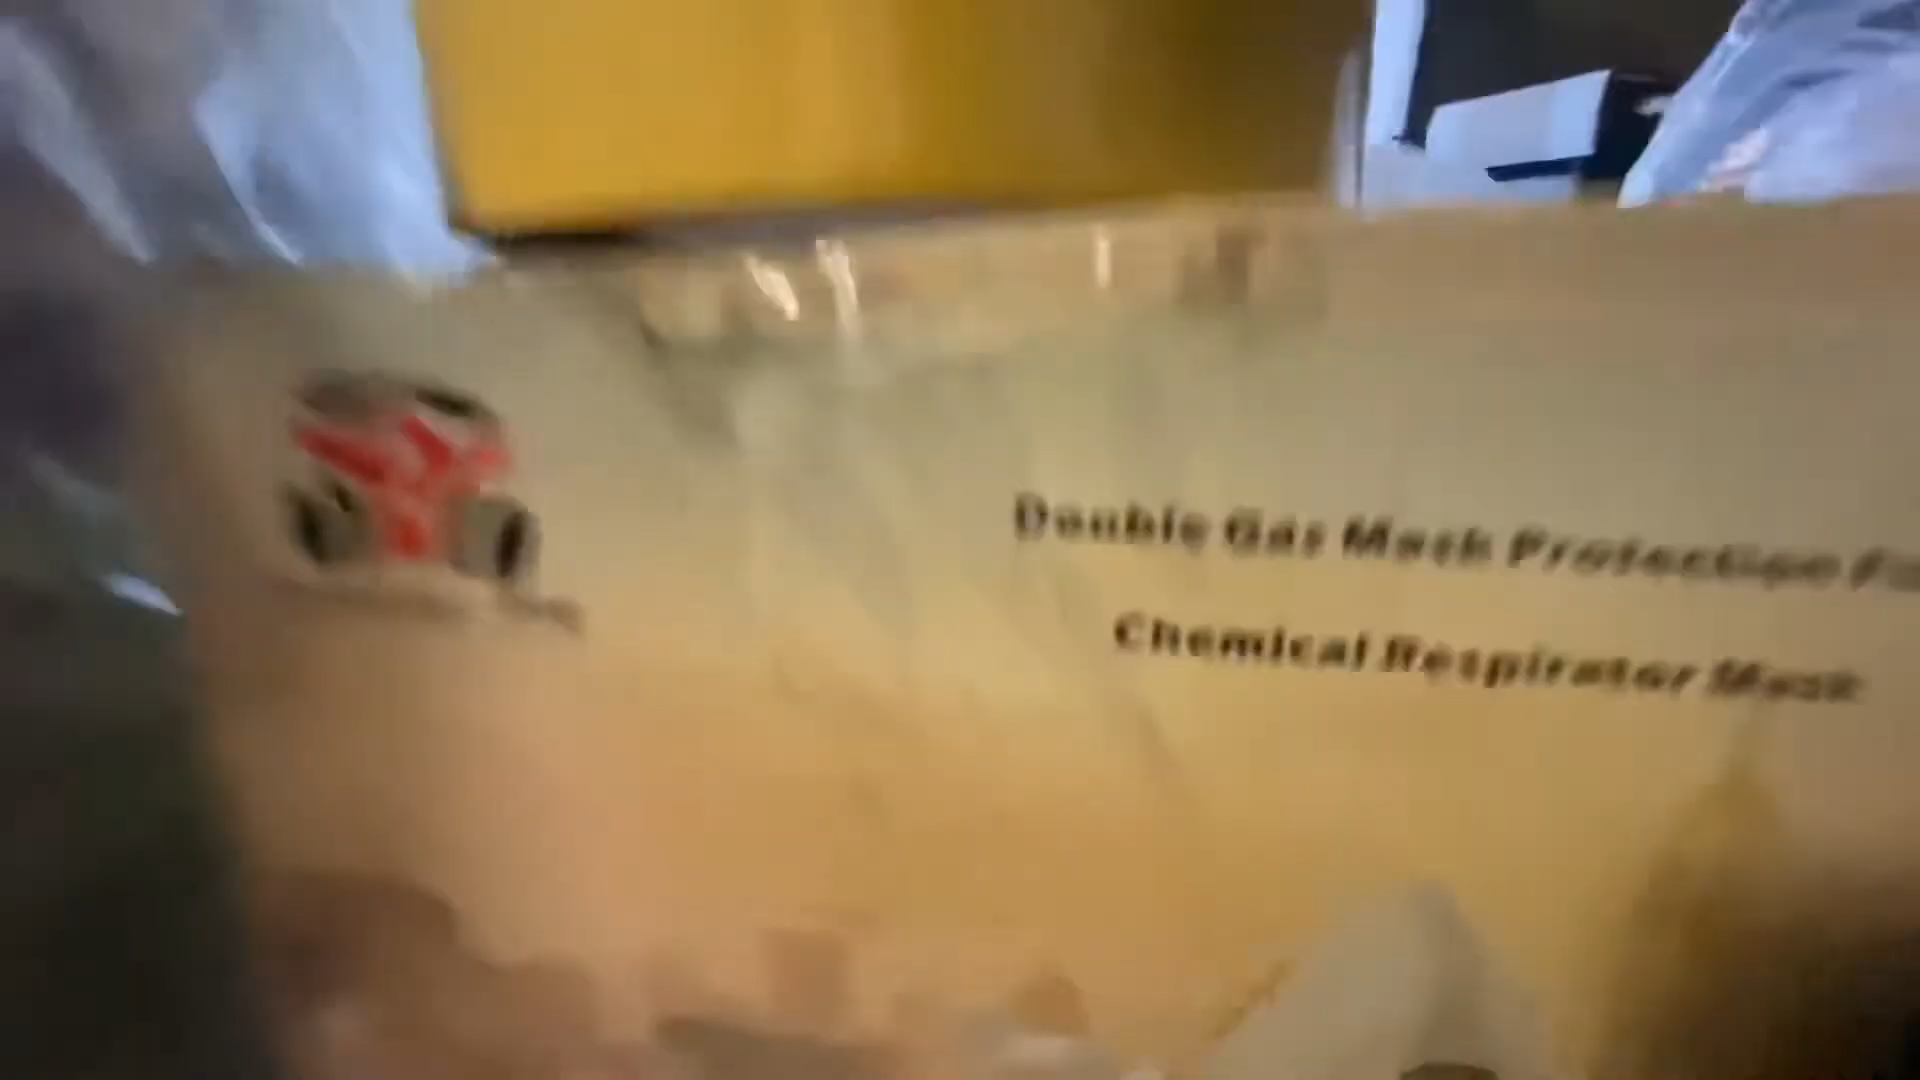 Double Gas Mask Protection
Chemical Respirator Mask